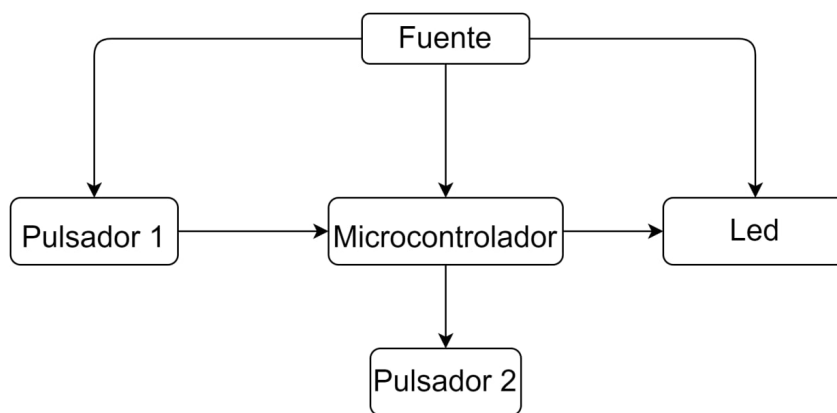 Fuente
Pulsador 1
Microcontrolador
Led
Pulsador 2